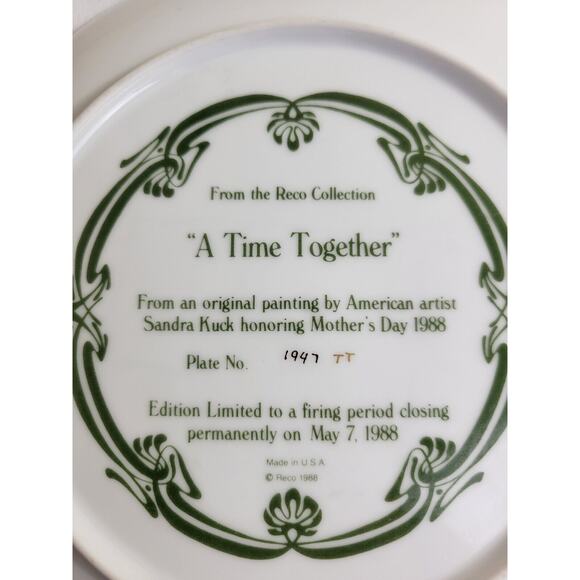 From the Reco Collection
"A Time Together"
From an original painting by American artist
Sandra Kuck honoring Mother's Day 1988
Plate No. 1947 TT
Edition Limited to a firing period closing
permanently on May 7, 1988
Made in U S A
© Reco 1988